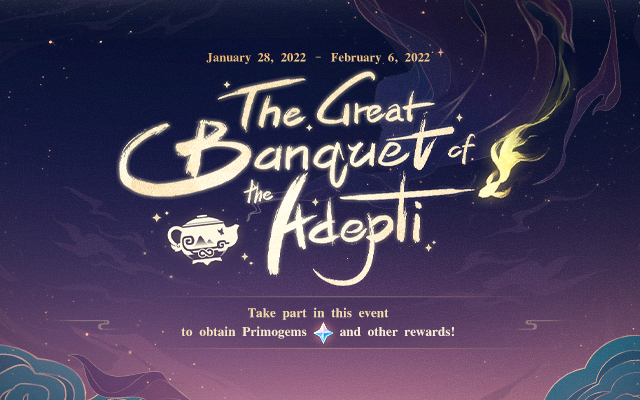 January 28, 2022 – February 6, 2022
The Great
Banquet of
the Adepti
Take part in this event
to obtain Primogems and other rewards!